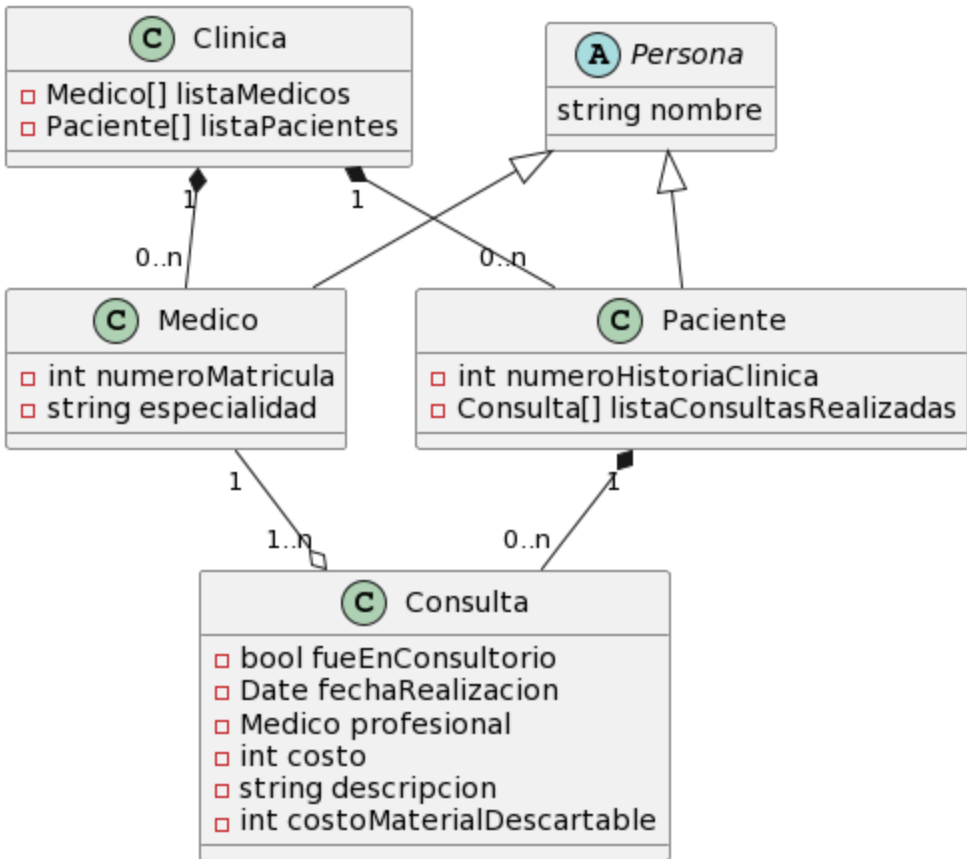 C Clinica
Medico[] listaMedicos
Paciente[] listaPacientes
A Persona
string nombre
1
1
0..n
0..n
C Medico
int numeroMatricula
string especialidad
C Paciente
int numeroHistoriaClinica
Consulta[] listaConsultasRealizadas
1
1
1..n
0..n
C Consulta
bool fueEnConsultorio
Date fechaRealizacion
Medico profesional
int costo
string descripcion
int costoMaterialDescartable